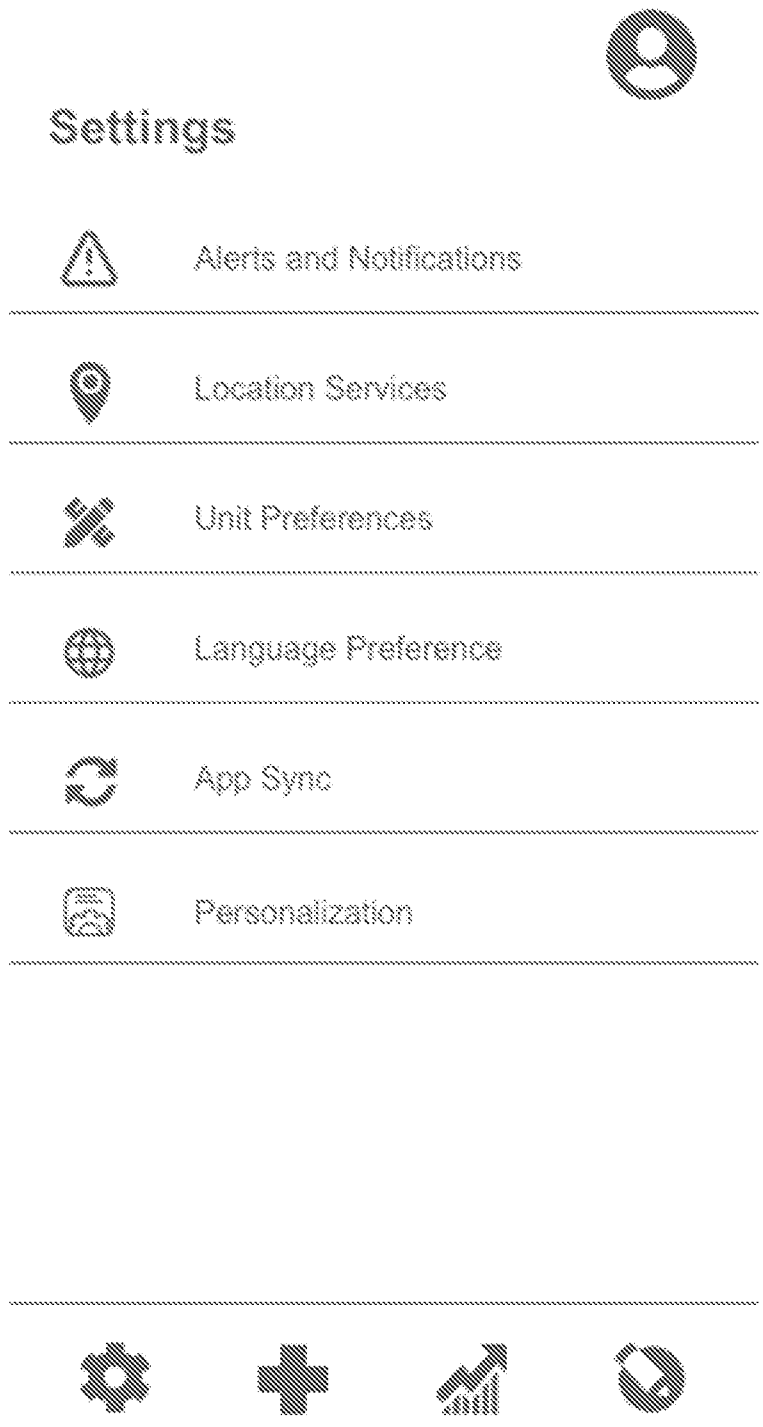 Settings
Alerts and Notifications
Location Services
Unit Preferences
Language Preference
App Sync
Personalization